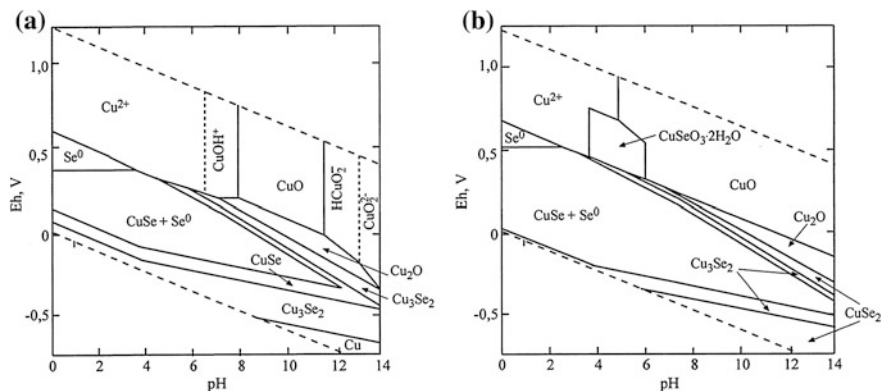 (a)
Eh, V
1,0
0,5
0
-0,5
Cu²⁺
CuOH⁺
CuO
HCuO₂⁻
CuO₂²⁻
Se⁰
CuSe + Se⁰
CuSe
Cu₂O
Cu₃Se₂
Cu₃Se₂
Cu
0 2 4 6 8 10 12 14
pH
(b)
Eh, V
1,0
0,5
0
-0,5
Cu²⁺
CuSeO₃·2H₂O
CuO
Se⁰
CuSe + Se⁰
Cu₂O
Cu₃Se₂
CuSe₂
0 2 4 6 8 10 12 14
pH